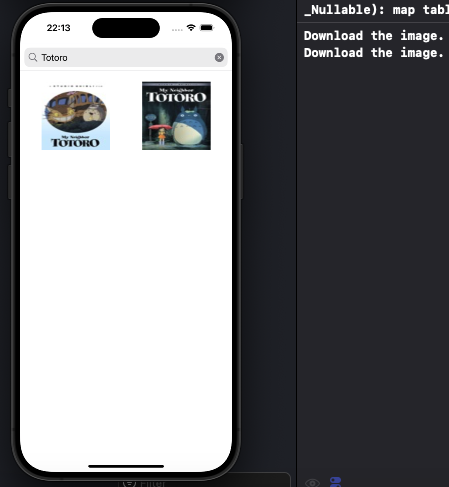 22:13
Totoro
My Neighbor
TOTORO
My Neighbor
TOTORO
_Nullable): map tabl
Download the image.
Download the image.
Filter